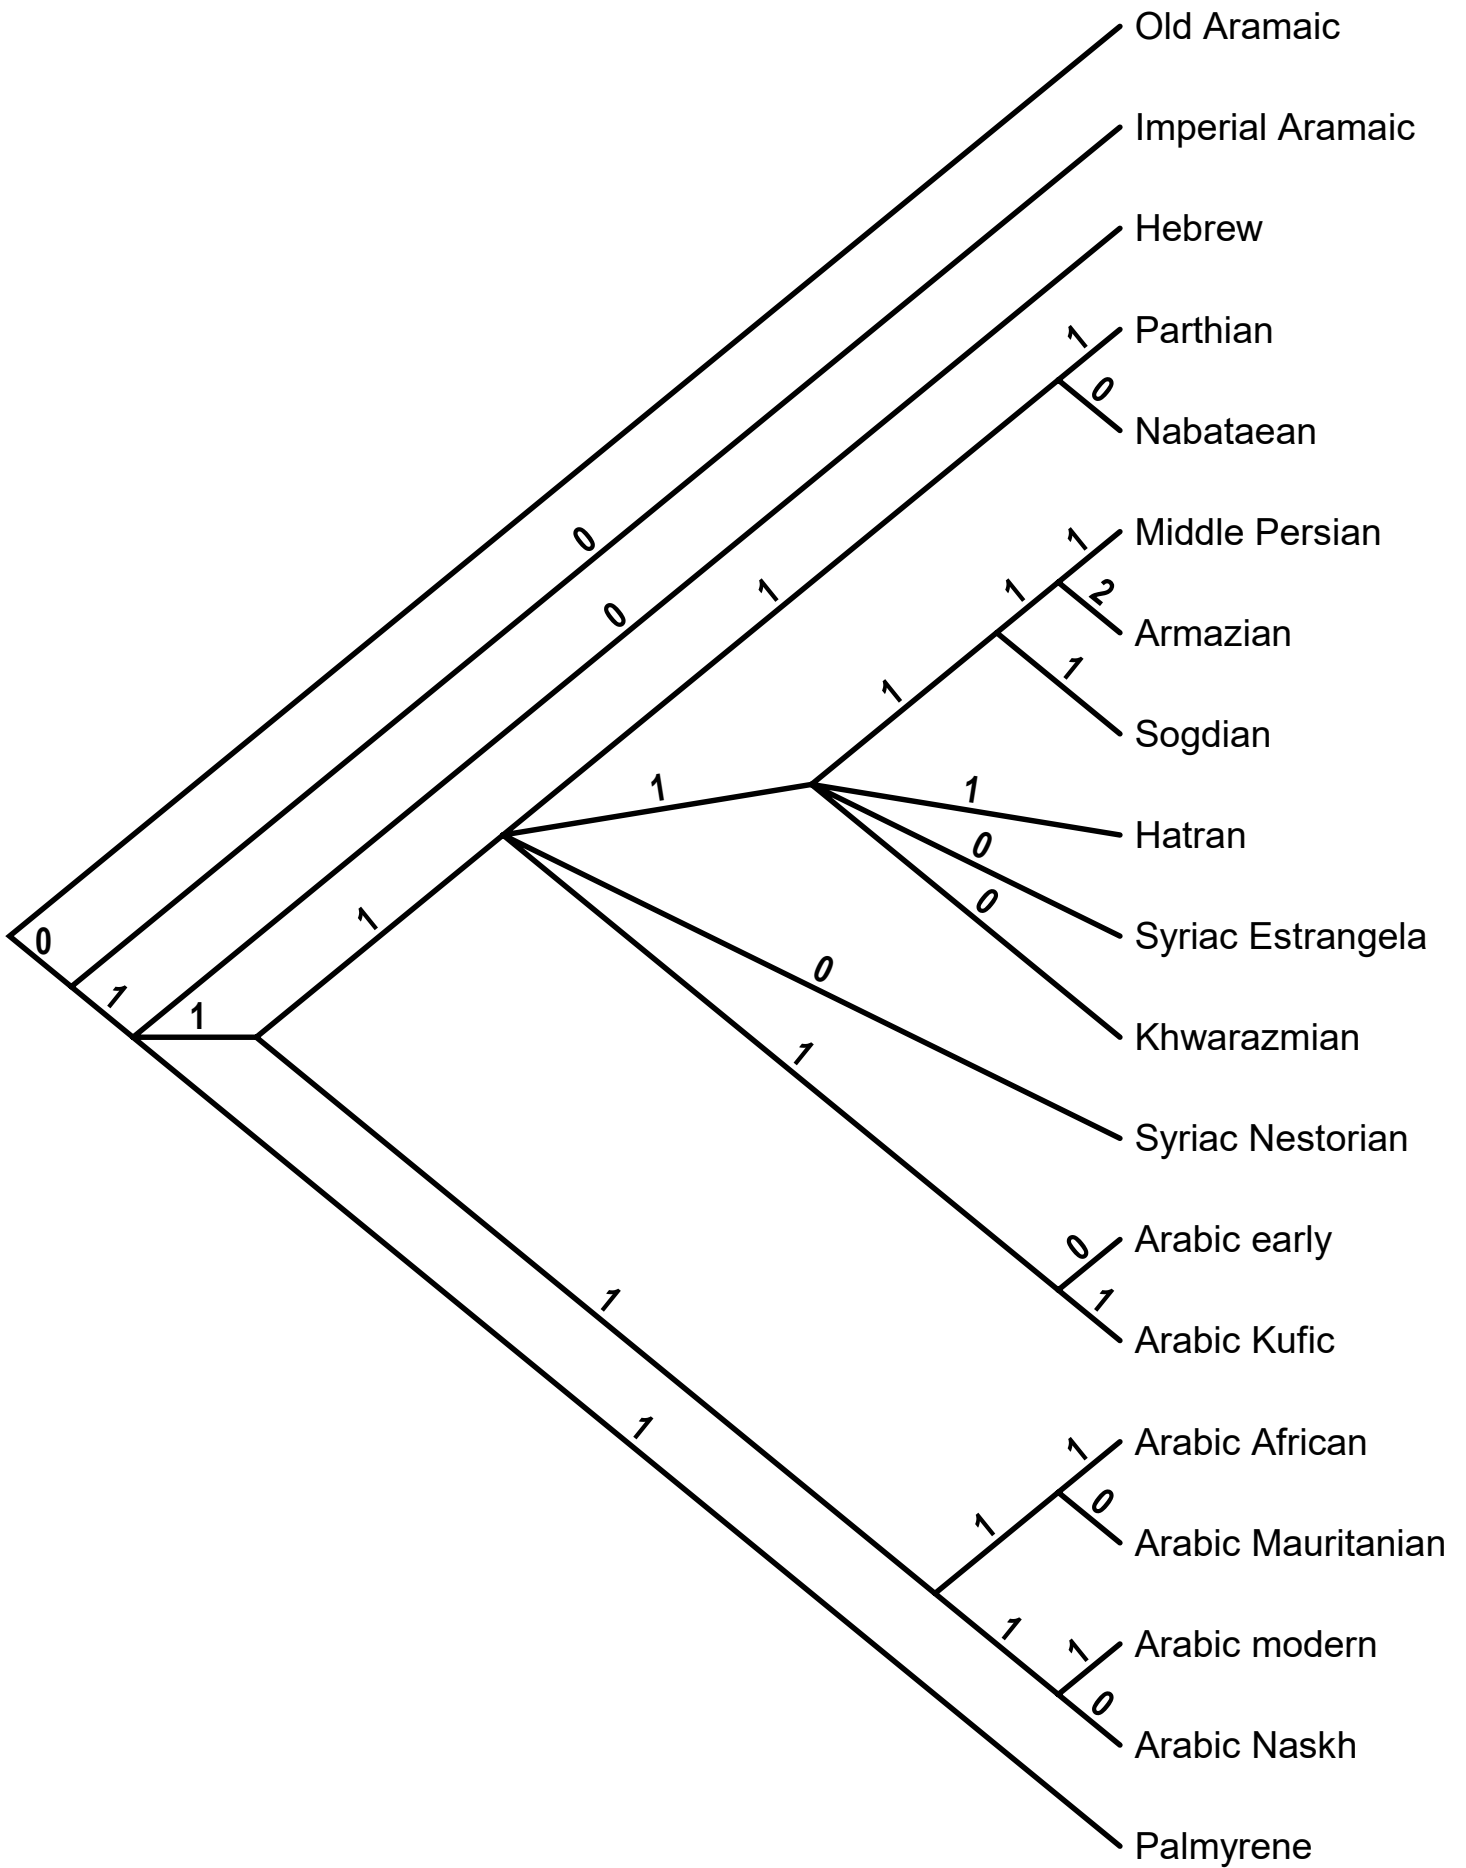 Old Aramaic
Imperial Aramaic
Hebrew
1
Parthian
0
Nabataean
1
Middle Persian
0
1
1
2
Armazian
0
1
Sogdian
1
1
1
Hatran
0
1
0
Syriac Estrangela
0
0
1
1
Khwarazmian
1
Syriac Nestorian
0
Arabic early
1
1
Arabic Kufic
1
1
Arabic African
0
1
Arabic Mauritanian
1
1
Arabic modern
0
Arabic Naskh
Palmyrene